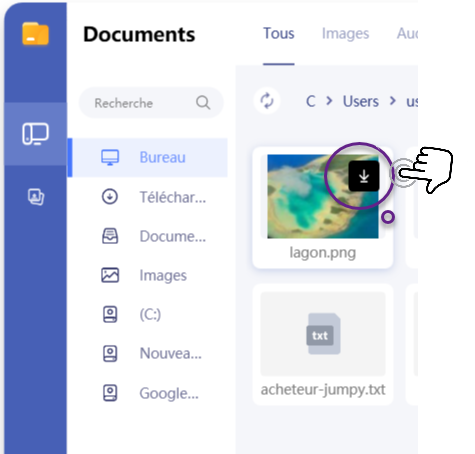 Documents
Tous Images
Recherche
C > Users >
Bureau
Téléchar...
Docume...
Images
(C:)
Nouvea...
Google...
lagon.png
txt
acheteur-jumpy.txt